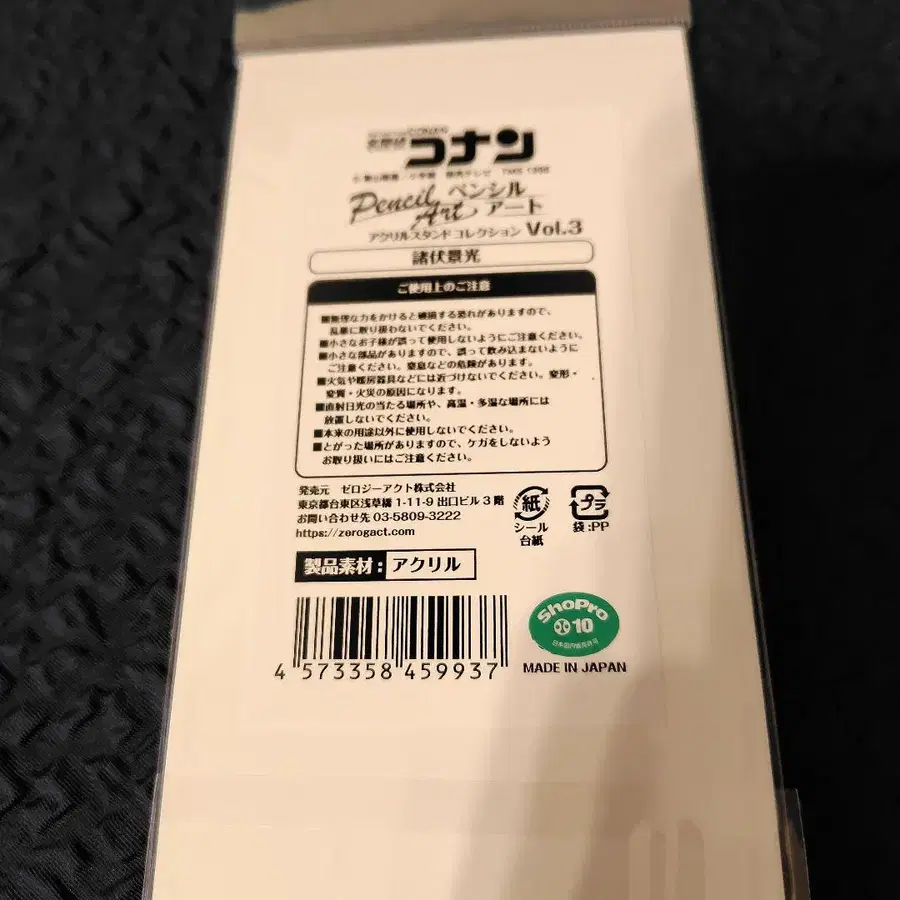 名探偵コナン
©青山剛昌/小学館・読売テレビ・TMS 1996
Pencil Art ペンシルアート
アクリルスタンドコレクション Vol.3
諸伏景光
ご使用上のご注意
■無理な力をかけると破損する恐れがありますので、
乱暴に取り扱わないでください。
■小さなお子様が誤って使用しないようにご注意ください。
■小さな部品がありますので、誤って飲み込まないように
ご注意ください。窒息などの危険があります。
■火気や暖房器具などには近づけないでください。変形・
変質・火災の原因になります。
■直射日光の当たる場所や、高温・多湿な場所には
放置しないでください。
■本来の用途以外に使用しないでください。
■とがった場所がありますので、ケガをしないよう
お取り扱いにはご注意ください。
発売元 ゼロジーアクト株式会社
東京都台東区浅草橋1-11-9 出口ビル3階
お問い合わせ先 03-5809-3222
https://zerogact.com
紙
シール
台紙
プラ
袋:PP
製品素材: アクリル
4 573358 459937
ShoPro
10
MADE IN JAPAN